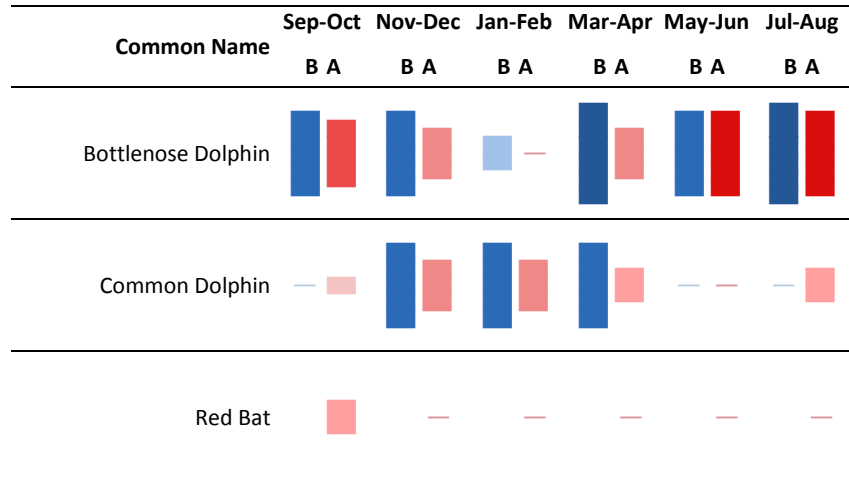 Common Name Sep-Oct Nov-Dec Jan-Feb Mar-Apr May-Jun Jul-Aug
B A B A B A B A B A B A
Bottlenose Dolphin
Common Dolphin
Red Bat